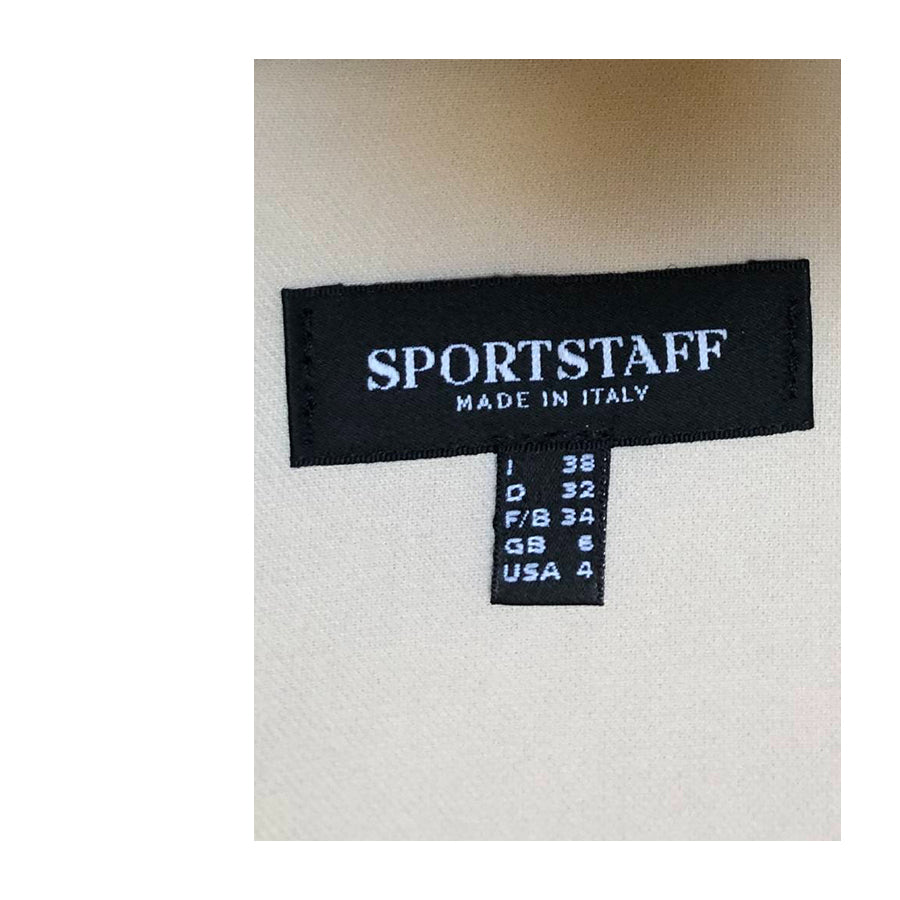 SPORTSTAFF
MADE IN ITALY
I 38
D 32
F/B 34
GB 6
USA 4